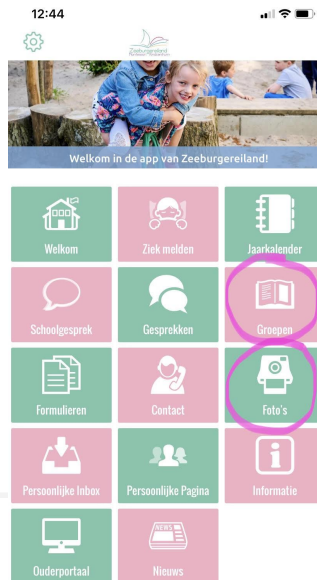 12:44
Zeeburgereiland
Welkom in de app van Zeeburgereiland!
Welkom
Ziek melden
Jaarkalender
Schoolgesprek
Gesprekken
Groepen
Formulieren
Contact
Foto's
Persoonlijke Inbox
Persoonlijke Pagina
Informatie
Ouderportaal
NEWS
Nieuws